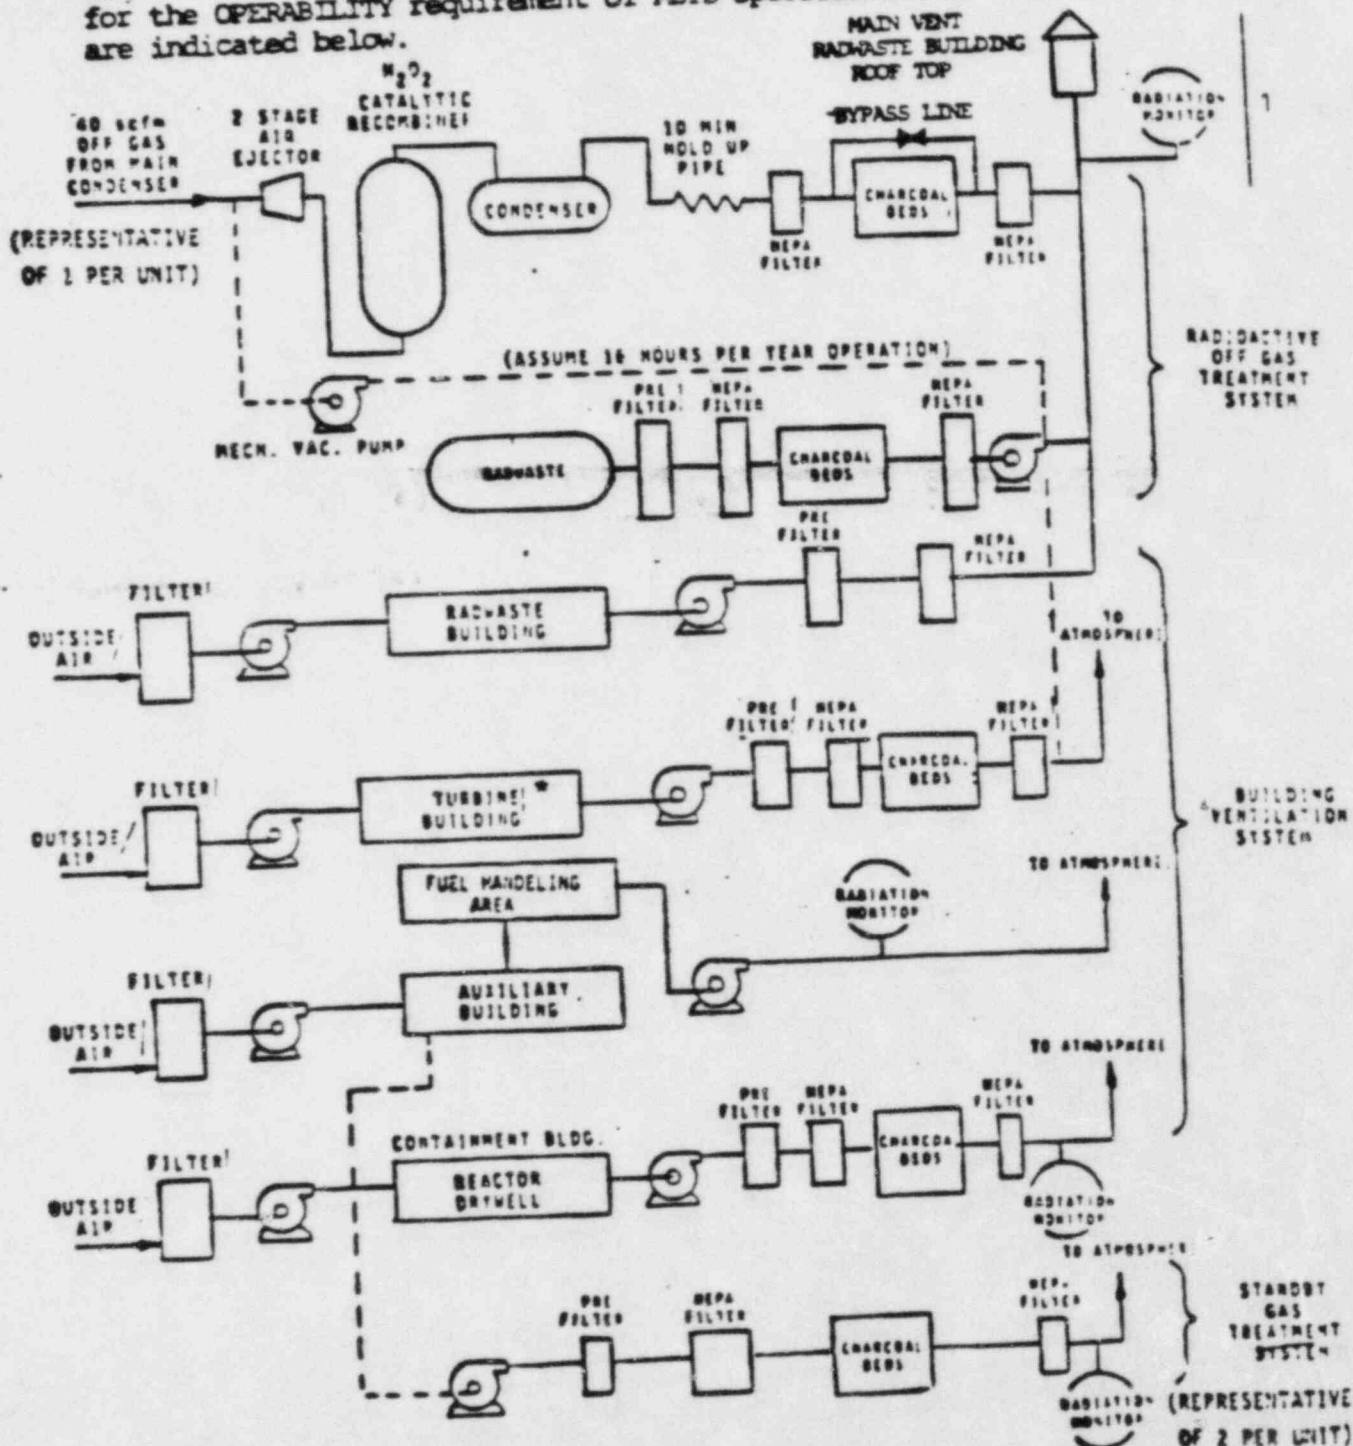 for the OPERABILITY requirement of
are indicated below.
MAIN VENT
RADWASTE BUILDING
ROOF TOP
BYPASS LINE
RADIATION
MONITOR
1
40 scfm
OFF GAS
FROM MAIN
CONDENSER
(REPRESENTATIVE
OF 1 PER UNIT)
2 STAGE
AIR
EJECTOR
H2O2
CATALYTIC
RECOMBINER
CONDENSER
10 MIN
HOLD UP
PIPE
HEPA
FILTER
CHARCOAL
BEDS
HEPA
FILTER
RADIOACTIVE
OFF GAS
TREATMENT
SYSTEM
(ASSUME 16 HOURS PER YEAR OPERATION)
MECH. VAC. PUMP
RADWASTE
PRE
FILTER
HEPA
FILTER
CHARCOAL
BEDS
HEPA
FILTER
FILTER
OUTSIDE
AIR
RADWASTE
BUILDING
PRE
FILTER
HEPA
FILTER
TO
ATMOSPHERE
FILTER
OUTSIDE
AIR
TURBINE *
BUILDING
PRE
FILTER
HEPA
FILTER
CHARCOAL
BEDS
HEPA
FILTER
BUILDING
VENTILATION
SYSTEM
FUEL HANDELING
AREA
RADIATION
MONITOR
TO ATMOSPHERE
FILTER
OUTSIDE
AIR
AUXILIARY
BUILDING
FILTER
OUTSIDE
AIR
CONTAINMENT BLDG.
REACTOR
DRYWELL
PRE
FILTER
HEPA
FILTER
CHARCOA
BEDS
HEPA
FILTER
TO ATMOSPHERE
RADIATION
MONITOR
PRE
FILTER
HEPA
FILTER
CHARCOAL
BEDS
HEPA
FILTER
TO ATMOSPHER
RADIATION
MONITOR
STANDBY
GAS
TREATMENT
SYSTEM
(REPRESENTATIVE
OF 2 PER UNIT)